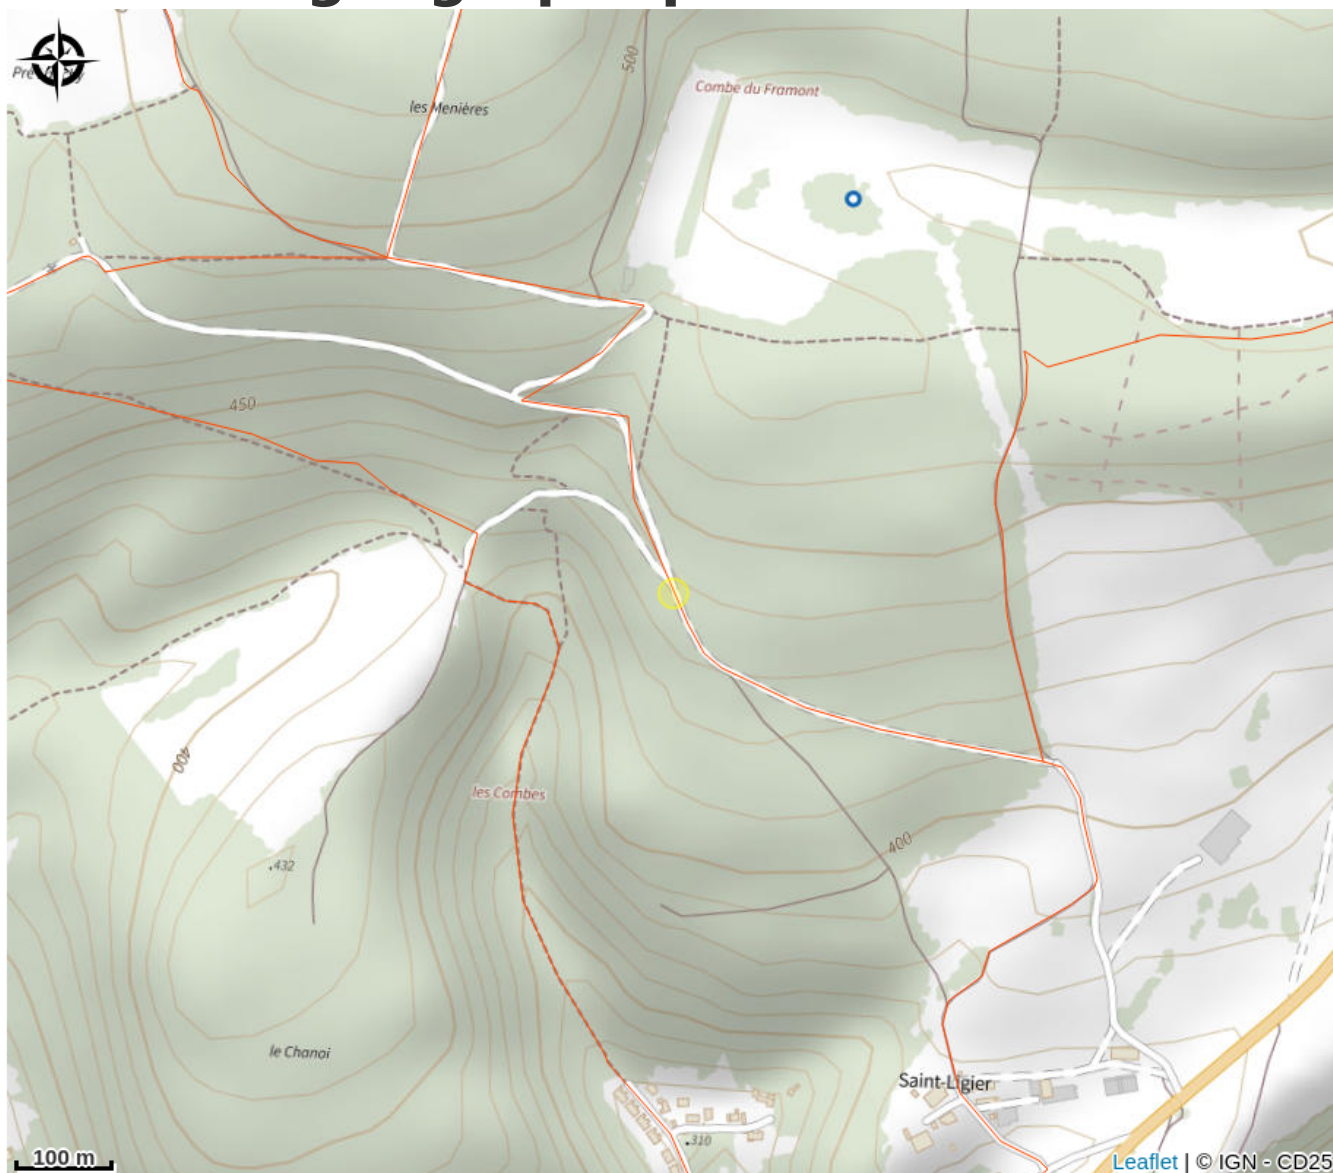 500
Combe du Framont
les Menières
450
400
les Combes
400
432
le Chanoi
Saint-Ligier
310
100 m
Leaflet | © IGN - CD25